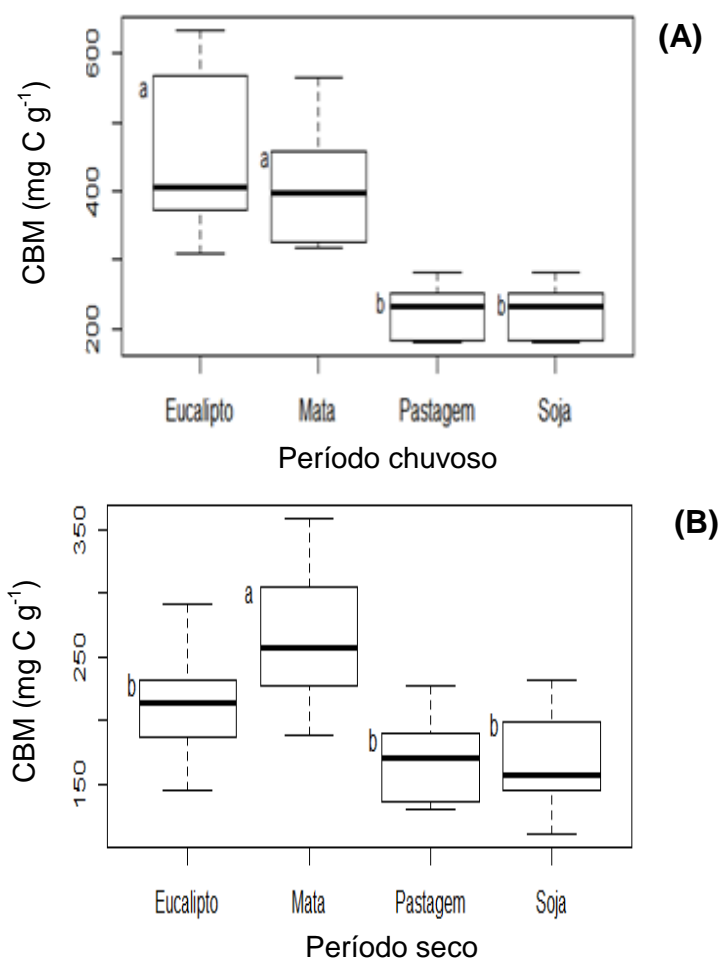 (A)
CBM (mg C g-1)
600
400
200
a
a
b
b
Eucalipto Mata Pastagem Soja
Período chuvoso
(B)
CBM (mg C g-1)
350
250
150
b
a
b
b
Eucalipto Mata Pastagem Soja
Período seco